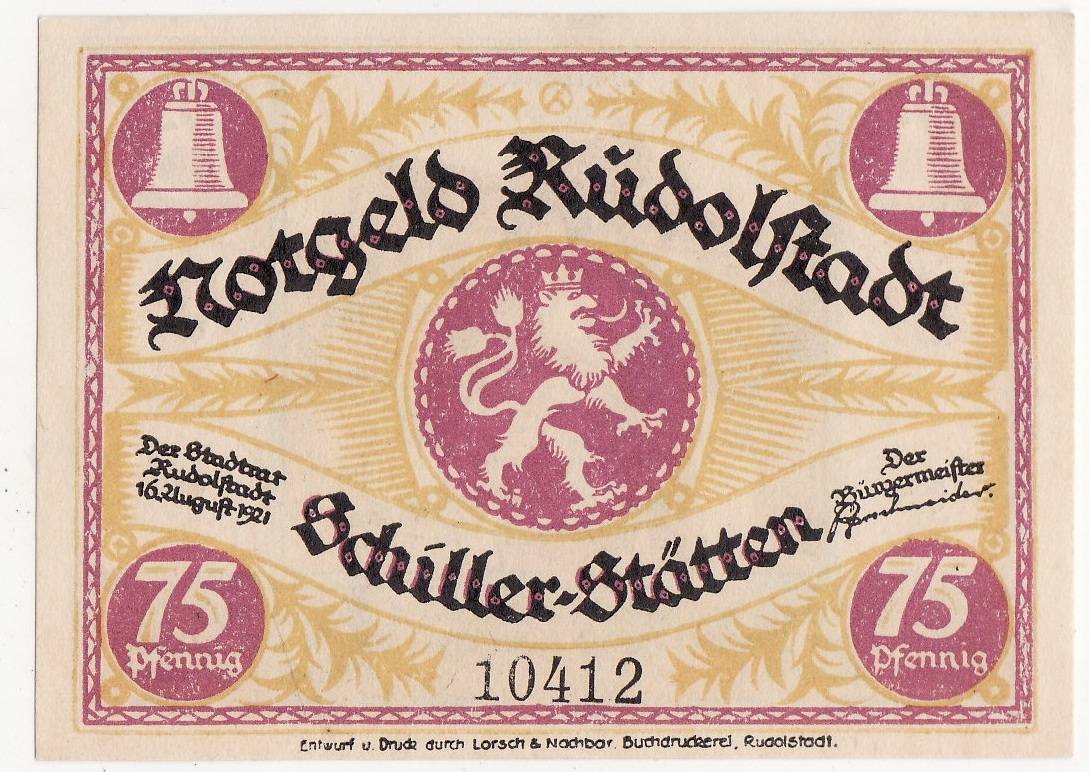 Notgeld Rudolstadt
Der Stadtrat
Rudolstadt
16. August 1921
Der
Bürgermeister
Schiller-Stätten
75
Pfennig
75
Pfennig
10412
Entwurf u. Druck durch Lorsch & Nachbar, Buchdruckerei, Rudolstadt.